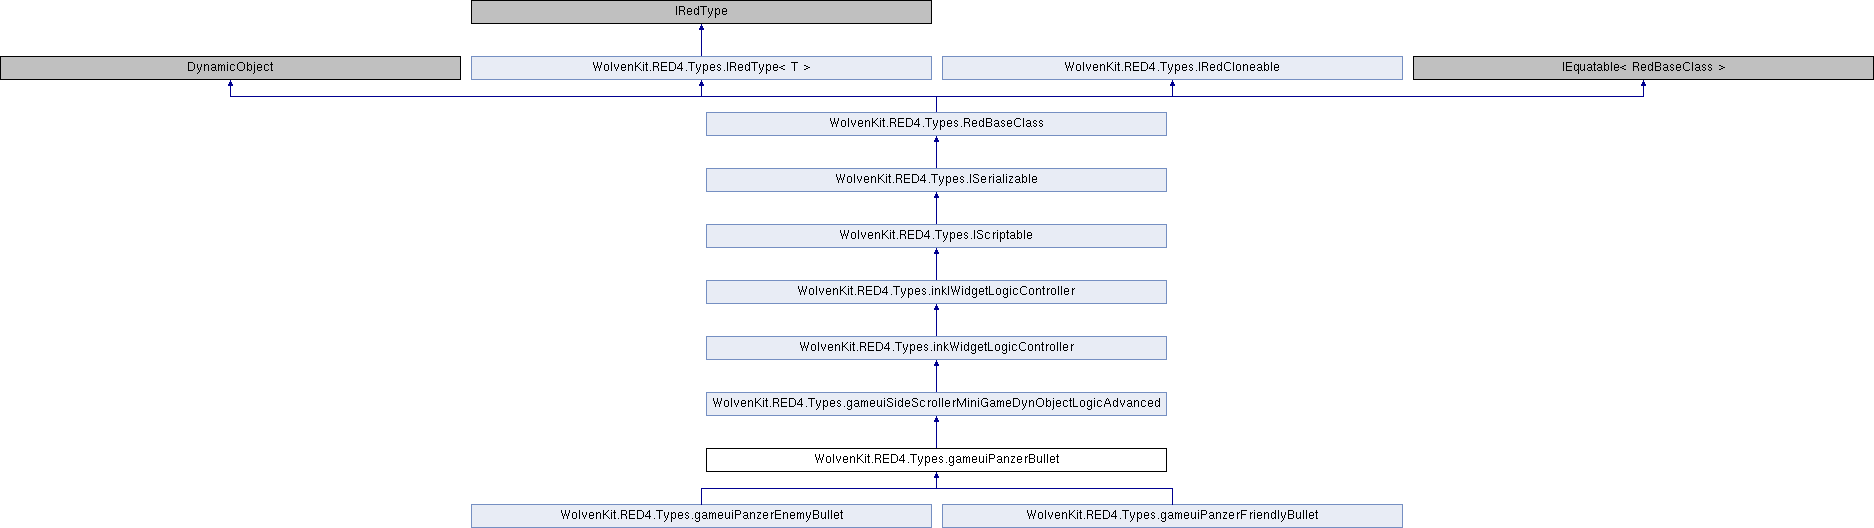 IRedType
DynamicObject
WolvenKit.RED4.Types.IRedType< T >
WolvenKit.RED4.Types.IRedCloneable
IEquatable< RedBaseClass >
WolvenKit.RED4.Types.RedBaseClass
WolvenKit.RED4.Types.ISerializable
WolvenKit.RED4.Types.IScriptable
WolvenKit.RED4.Types.inkIWidgetLogicController
WolvenKit.RED4.Types.inkWidgetLogicController
WolvenKit.RED4.Types.gameuiSideScrollerMiniGameDynObjectLogicAdvanced
WolvenKit.RED4.Types.gameuiPanzerBullet
WolvenKit.RED4.Types.gameuiPanzerEnemyBullet
WolvenKit.RED4.Types.gameuiPanzerFriendlyBullet